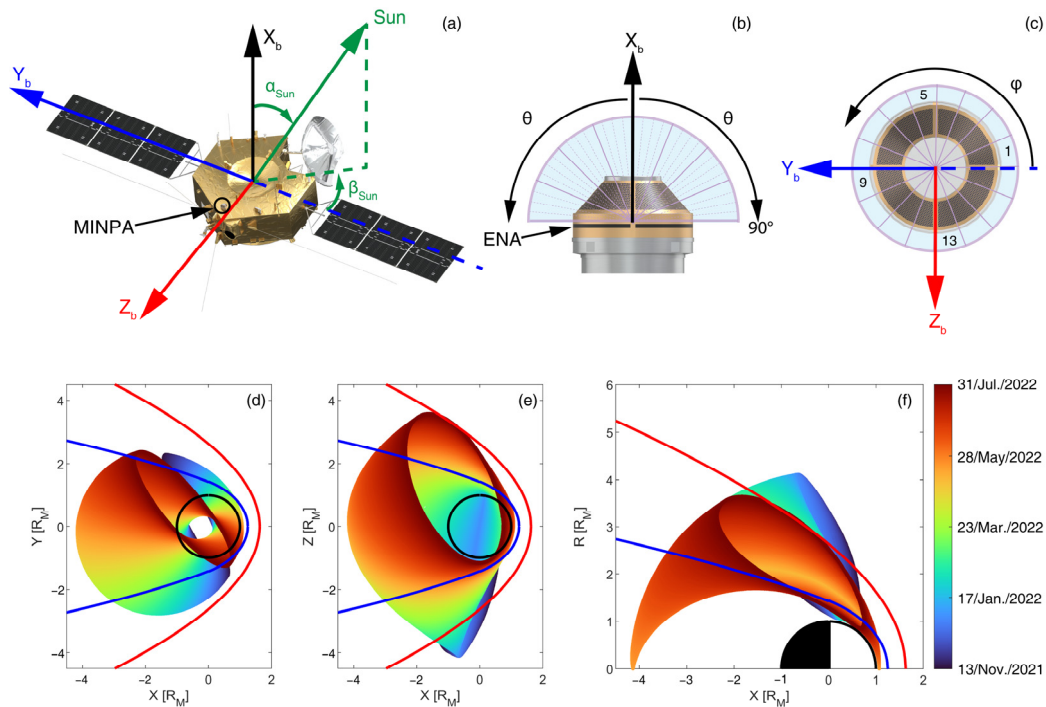 (a)
Sun
X_b
α_Sun
Y_b
β_Sun
MINPA
Z_b
(b)
X_b
θ
θ
ENA
90°
(c)
φ
5
1
Y_b
9
13
Z_b
(d)
4
2
0
-2
-4
Y [R_M]
-4
-2
0
2
X [R_M]
(e)
4
2
0
-2
-4
Z [R_M]
-4
-2
0
2
X [R_M]
(f)
6
5
4
3
2
1
0
R [R_M]
-4
-3
-2
-1
0
1
2
X [R_M]
31/Jul./2022
28/May/2022
23/Mar./2022
17/Jan./2022
13/Nov./2021